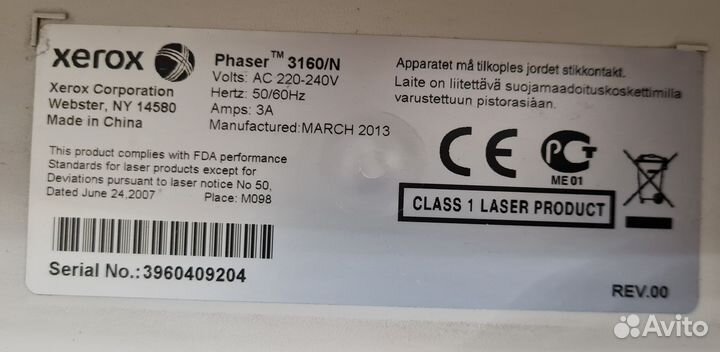 xerox
Xerox Corporation
Webster, NY 14580
Made in China
Phaser™ 3160/N
Volts: AC 220-240V
Hertz: 50/60Hz
Amps: 3A
Manufactured:MARCH 2013
Apparatet må tilkoples jordet stikkontakt.
Laite on liitettävä suojamaadoituskoskettimilla
varustettuun pistorasiaan.
This product complies with FDA performance
Standards for laser products except for
Deviations pursuant to laser notice No 50,
Dated June 24,2007 Place: M098
CE
PCT
ME01
CLASS 1 LASER PRODUCT
Serial No.:3960409204
REV.00
Avito